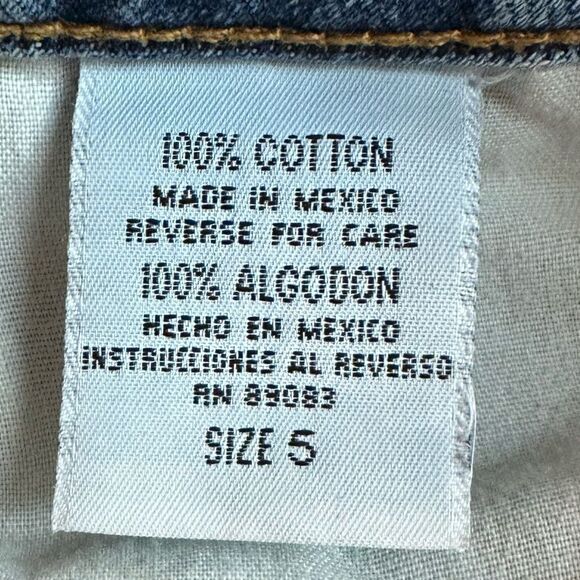 100% COTTON
MADE IN MEXICO
REVERSE FOR CARE
100% ALGODON
HECHO EN MEXICO
INSTRUCCIONES AL REVERSO
RN 89083
SIZE 5